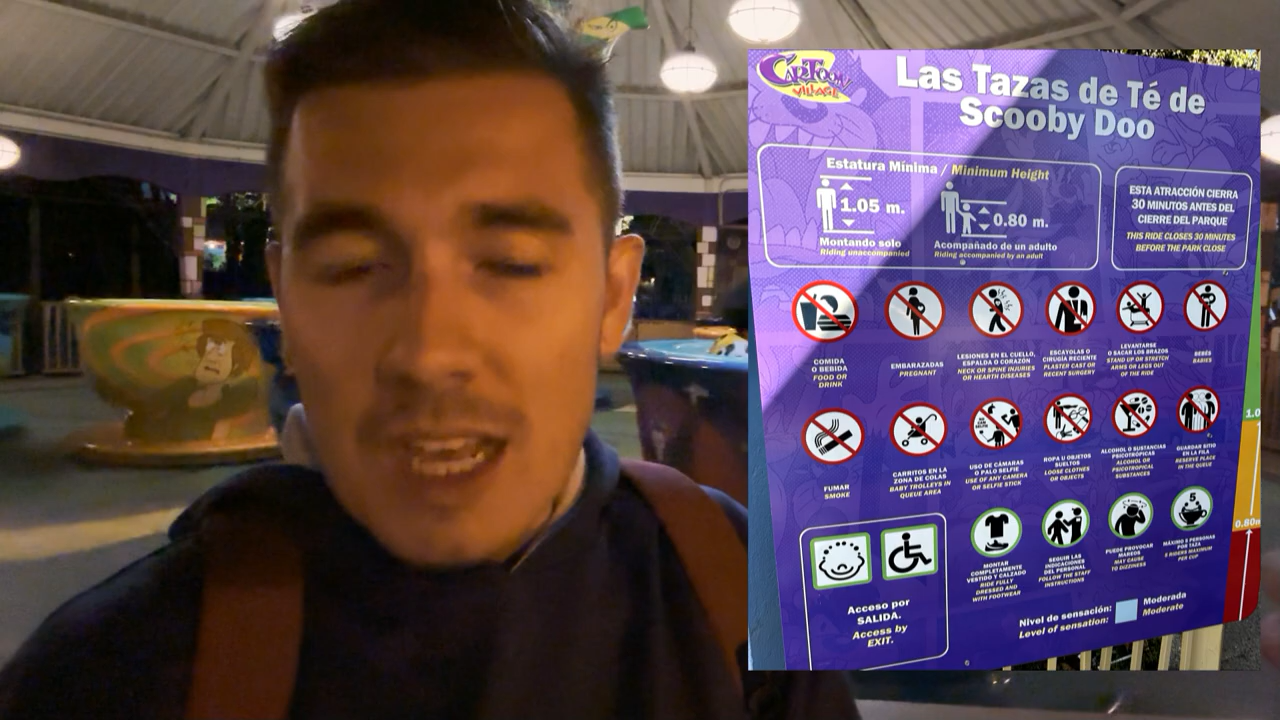 CARTOON
VILLAGE
Las Tazas de Té de
Scooby Doo
Estatura Mínima / Minimum Height
1.05 m.
Montando solo
Riding unaccompanied
0.80 m.
Acompañado de un adulto
Riding accompanied by an adult
ESTA ATRACCIÓN CIERRA
30 MINUTOS ANTES DEL
CIERRE DEL PARQUE
THIS RIDE CLOSES 30 MINUTES
BEFORE THE PARK CLOSE
COMIDA
O BEBIDA
FOOD OR
DRINK
EMBARAZADAS
PREGNANT
LESIONES EN EL CUELLO,
ESPALDA O CORAZÓN
NECK OR SPINE INJURIES
OR HEARTH DISEASES
ESCAYOLAS O
CIRUGÍA RECIENTE
PLASTER CAST OR
RECENT SURGERY
LEVANTARSE
O SACAR LOS BRAZOS
STAND UP OR STRETCH
ARMS OR LEGS OUT
OF THE RIDE
BEBÉS
BABIES
FUMAR
SMOKE
CARRITOS EN LA
ZONA DE COLA
BABY TROLLEYS IN
QUEUE AREA
USO DE CÁMARAS
O PALO SELFIE
USE OF ANY CAMERA
OR SELFIE STICK
ROPA U OBJETOS
SUELTOS
LOOSE CLOTHES
OR OBJECTS
ALCOHOL O SUSTANCIAS
PSICOTRÓPICAS
ALCOHOL OR
PSICOTROPICAL
SUBSTANCES
GUARDAR SITIO
EN LA FILA
RESERVE PLACE
IN THE QUEUE
Acceso por
SALIDA.
Access by
EXIT.
MONTAR
COMPLETAMENTE
VESTIDO Y CALZADO
RIDE FULLY
DRESSED AND
WITH FOOTWEAR
SEGUIR LAS
INDICACIONES
DEL PERSONAL
FOLLOW THE STAFF
INSTRUCTIONS
PUEDE PROVOCAR
MAREOS
MAY CAUSE
TO DIZZINESS
5
MÁXIMO 5 PERSONAS
POR TAZA
5 RIDERS MAXIMUM
PER CUP
Nivel de sensación:
Level of sensation:
Moderada
Moderate
1.0
0.80m